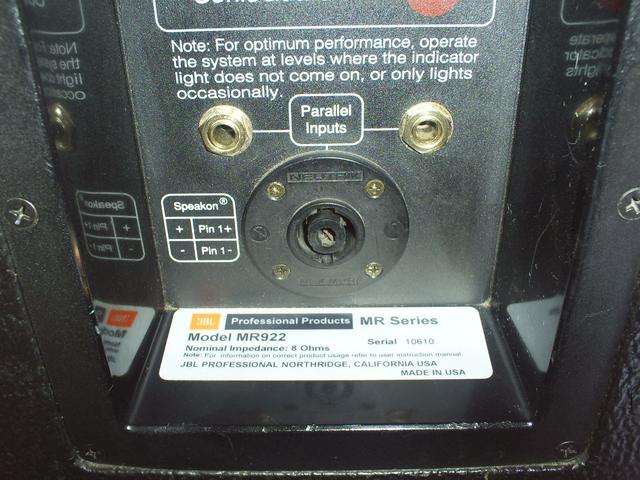 Note: For optimum performance, operate
the system at levels where the indicator
light does not come on, or only lights
occasionally.
Parallel
Inputs
NEUTRIK
Speakon®
+ Pin 1+
- Pin 1-
JBL Professional Products MR Series
Model MR922
Serial 10610
Nominal Impedance: 8 Ohms
Note: For information on correct product usage refer to user instruction manual.
JBL PROFESSIONAL NORTHRIDGE, CALIFORNIA USA
MADE IN USA